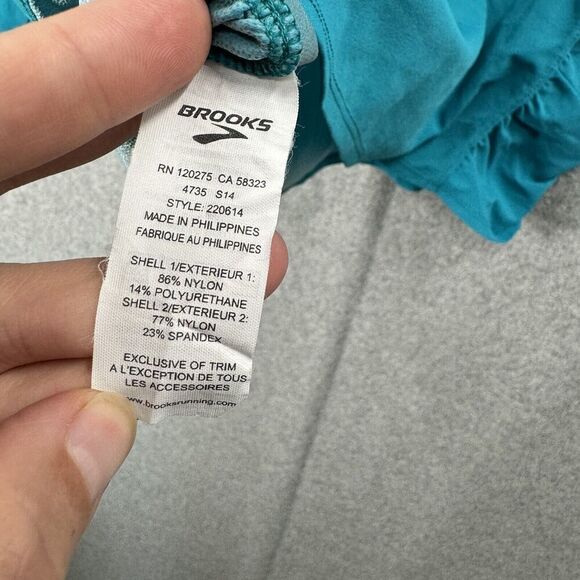 BROOKS
RN 120275 CA 58323
4735 S14
STYLE: 220614
MADE IN PHILIPPINES
FABRIQUE AU PHILIPPINES
SHELL 1/EXTERIEUR 1:
86% NYLON
14% POLYURETHANE
SHELL 2/EXTERIEUR 2:
77% NYLON
23% SPANDEX
EXCLUSIVE OF TRIM
A L'EXCEPTION DE TOUS
LES ACCESSOIRES
www.brooksrunning.com